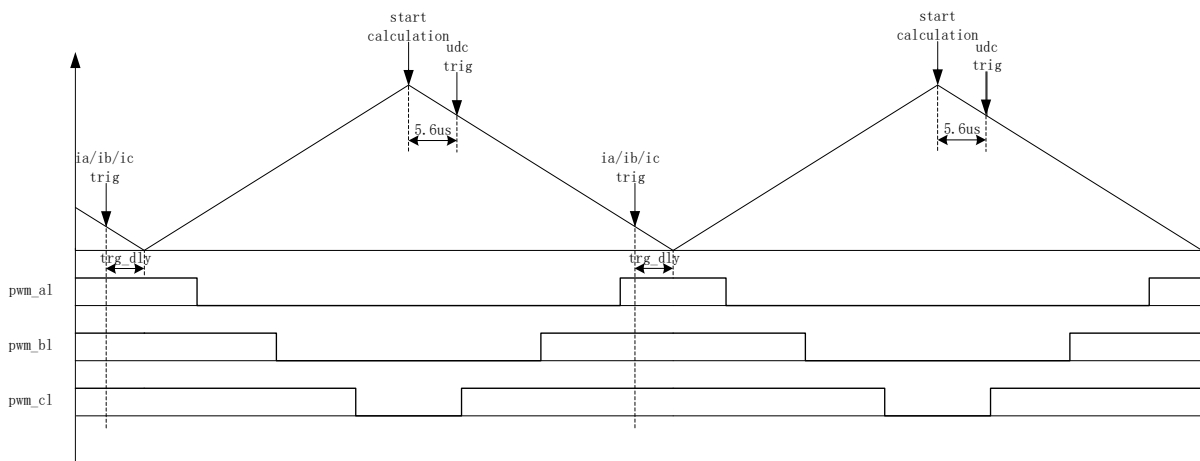 start
calculation
udc
trig
start
calculation
udc
trig
5.6us
5.6us
ia/ib/ic
trig
ia/ib/ic
trig
trg_dly
trg_dly
pwm_al
pwm_bl
pwm_cl